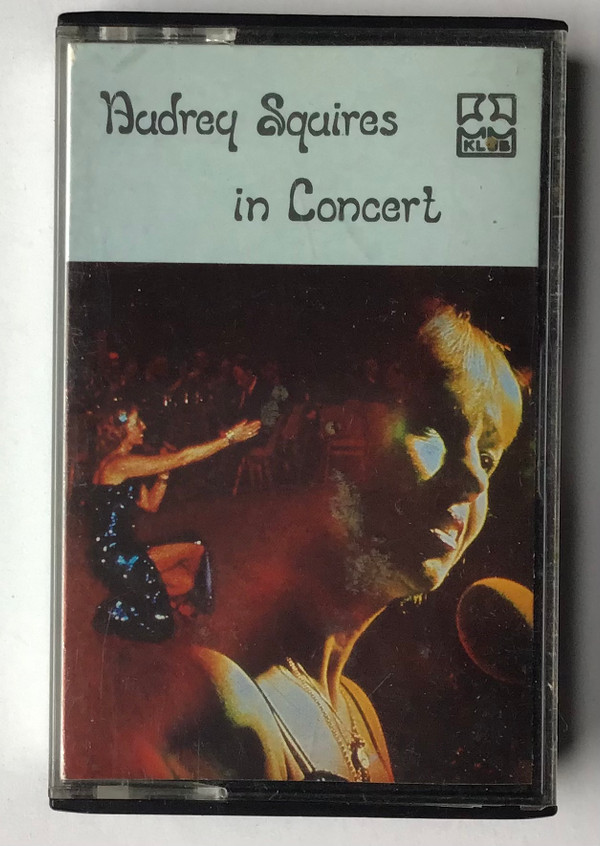 Audrey Squires
in Concert
KLUB